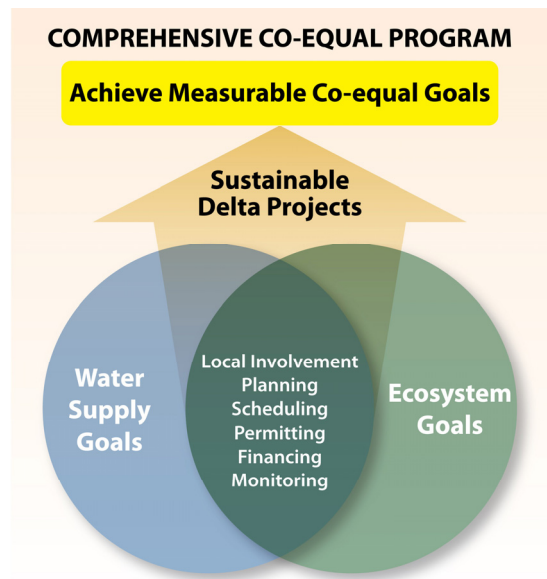 COMPREHENSIVE CO-EQUAL PROGRAM
Achieve Measurable Co-equal Goals
Sustainable
Delta Projects
Water
Supply
Goals
Local Involvement
Planning
Scheduling
Permitting
Financing
Monitoring
Ecosystem
Goals